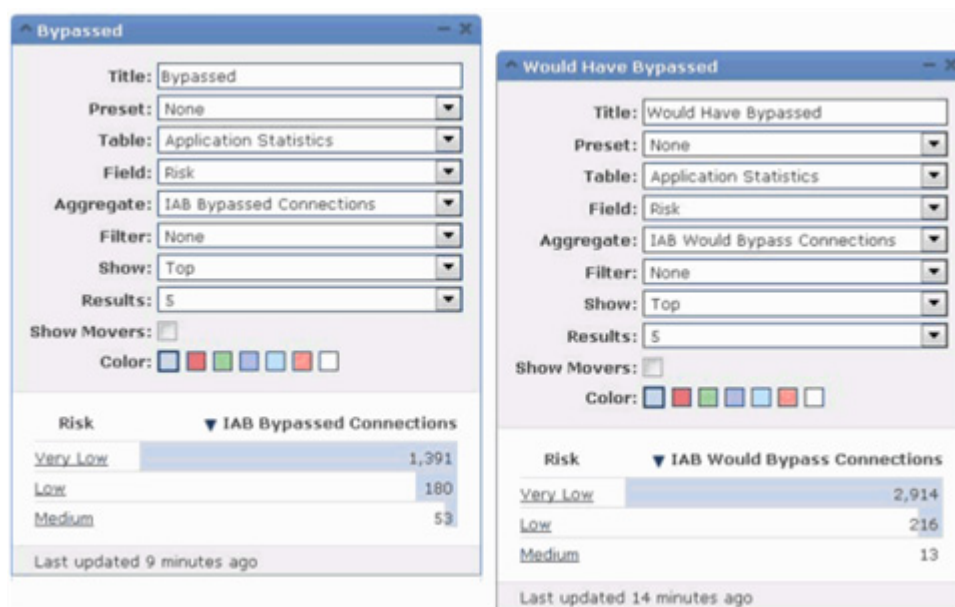 Bypassed
Title: Bypassed
Preset: None
Table: Application Statistics
Field: Risk
Aggregate: IAB Bypassed Connections
Filter: None
Show: Top
Results: 5
Show Movers:
Color:
Risk IAB Bypassed Connections
Very Low 1,391
Low 180
Medium 53
Last updated 9 minutes ago
Would Have Bypassed
Title: Would Have Bypassed
Preset: None
Table: Application Statistics
Field: Risk
Aggregate: IAB Would Bypass Connections
Filter: None
Show: Top
Results: 5
Show Movers:
Color:
Risk IAB Would Bypass Connections
Very Low 2,914
Low 216
Medium 13
Last updated 14 minutes ago